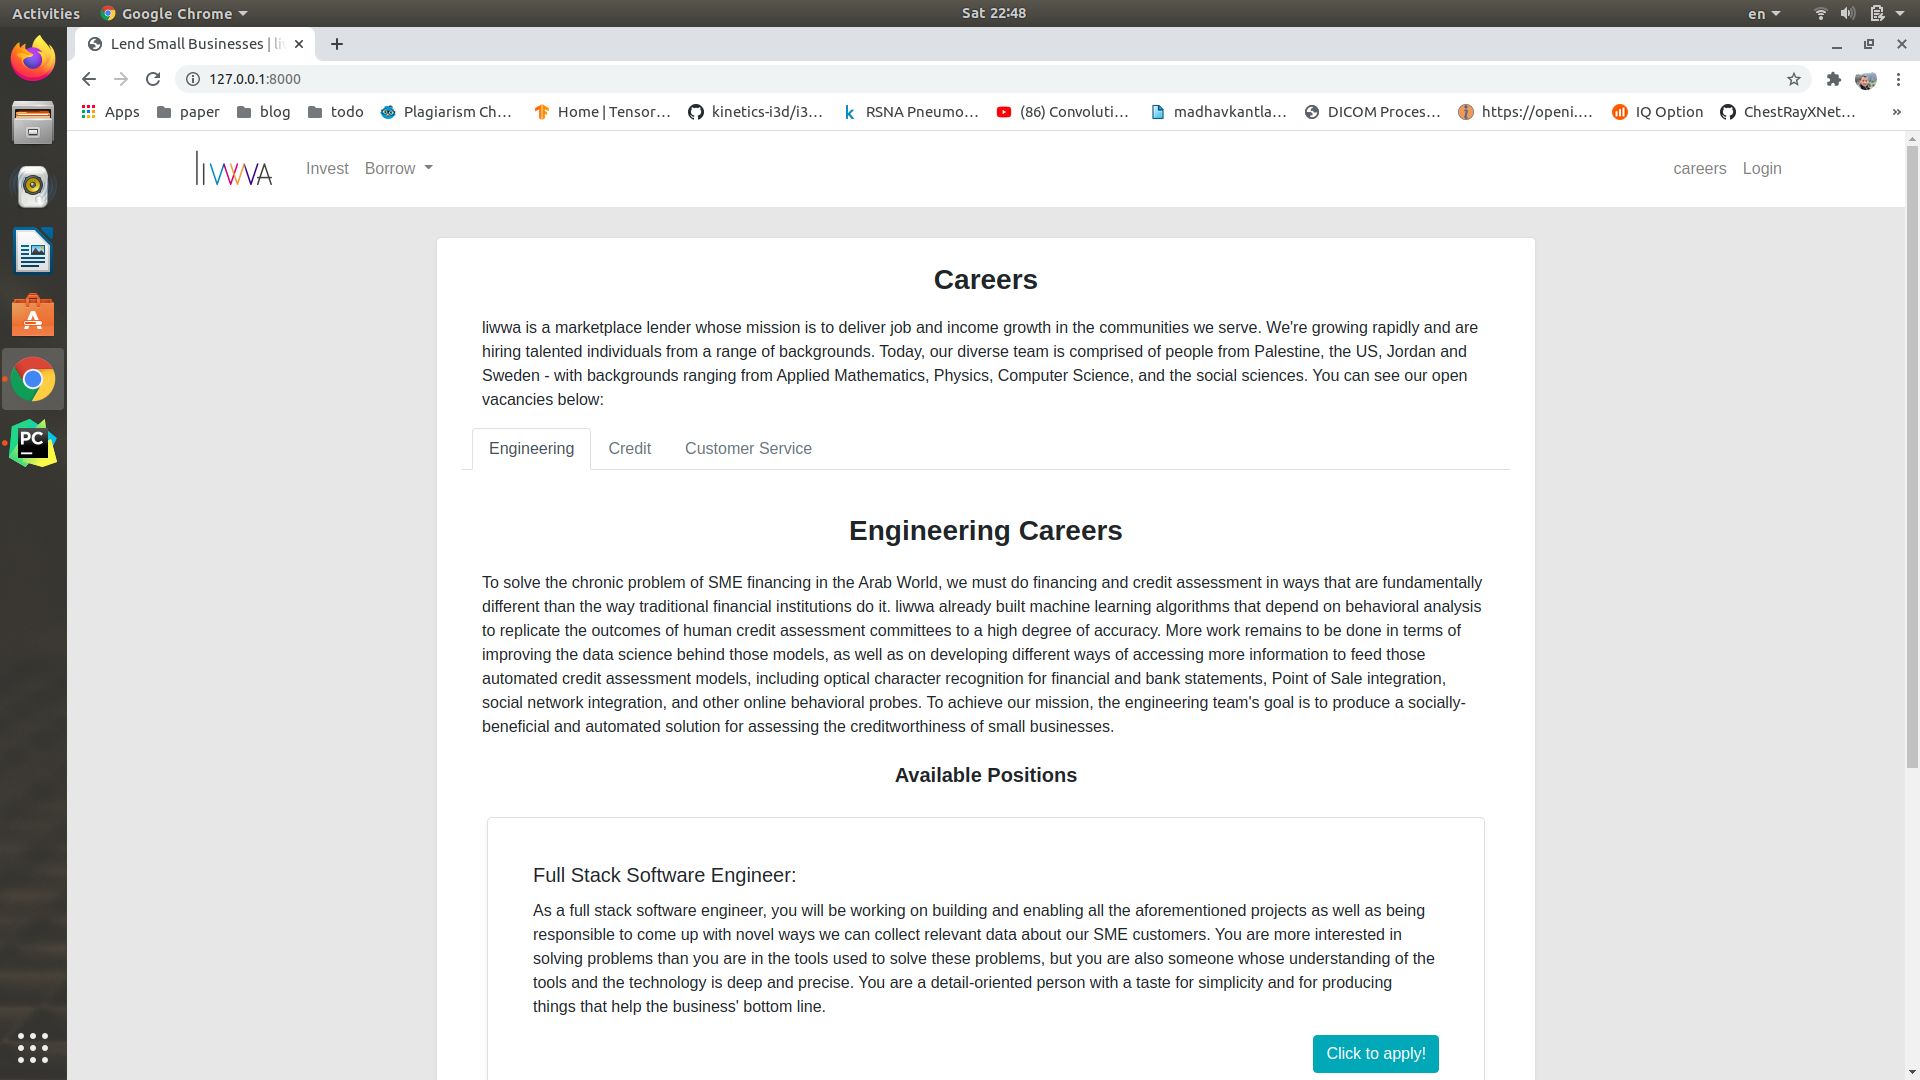 Activities Google Chrome Sat 22:48 en
Lend Small Businesses | li
127.0.0.1:8000
Apps paper blog todo Plagiarism Ch... Home | Tensor... kinetics-i3d/i3... RSNA Pneumo... (86) Convoluti... madhavkantla... DICOM Proces... https://openi.... IQ Option ChestRayXNet... »
liwwa Invest Borrow careers Login
Careers
liwwa is a marketplace lender whose mission is to deliver job and income growth in the communities we serve. We're growing rapidly and are
hiring talented individuals from a range of backgrounds. Today, our diverse team is comprised of people from Palestine, the US, Jordan and
Sweden - with backgrounds ranging from Applied Mathematics, Physics, Computer Science, and the social sciences. You can see our open
vacancies below:
Engineering Credit Customer Service
Engineering Careers
To solve the chronic problem of SME financing in the Arab World, we must do financing and credit assessment in ways that are fundamentally
different than the way traditional financial institutions do it. liwwa already built machine learning algorithms that depend on behavioral analysis
to replicate the outcomes of human credit assessment committees to a high degree of accuracy. More work remains to be done in terms of
improving the data science behind those models, as well as on developing different ways of accessing more information to feed those
automated credit assessment models, including optical character recognition for financial and bank statements, Point of Sale integration,
social network integration, and other online behavioral probes. To achieve our mission, the engineering team's goal is to produce a socially-
beneficial and automated solution for assessing the creditworthiness of small businesses.
Available Positions
Full Stack Software Engineer:
As a full stack software engineer, you will be working on building and enabling all the aforementioned projects as well as being
responsible to come up with novel ways we can collect relevant data about our SME customers. You are more interested in
solving problems than you are in the tools used to solve these problems, but you are also someone whose understanding of the
tools and the technology is deep and precise. You are a detail-oriented person with a taste for simplicity and for producing
things that help the business' bottom line.
Click to apply!
PC